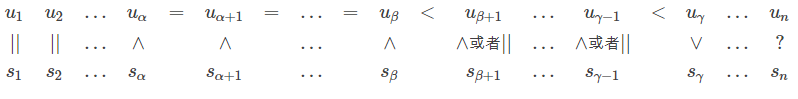 u₁ u₂ … u_α = u_{α+1} = … = u_β < u_{β+1} … u_{γ−1} < u_γ … u_n
|| || … ∧ ∧ … ∧ ∧或者|| … ∧或者|| ∨ … ?
s₁ s₂ … s_α s_{α+1} … s_β s_{β+1} … s_{γ−1} s_γ … s_n